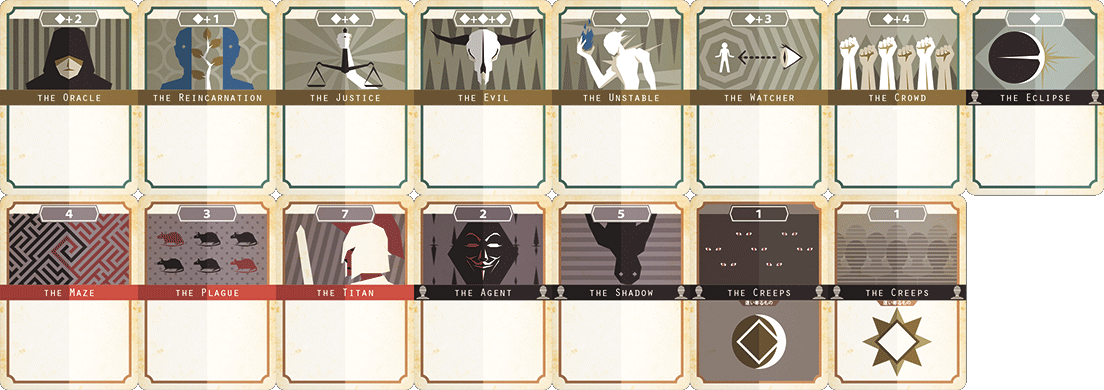 ◆+2
THE ORACLE
◆+1
THE REINCARNATION
◆+◆
THE JUSTICE
◆+◆+◆
THE EVIL
◆
THE UNSTABLE
◆+3
THE WATCHER
◆+4
THE CROWD
◆
THE ECLIPSE
4
THE MAZE
3
THE PLAGUE
7
THE TITAN
2
THE AGENT
5
THE SHADOW
1
THE CREEPS
1
THE CREEPS